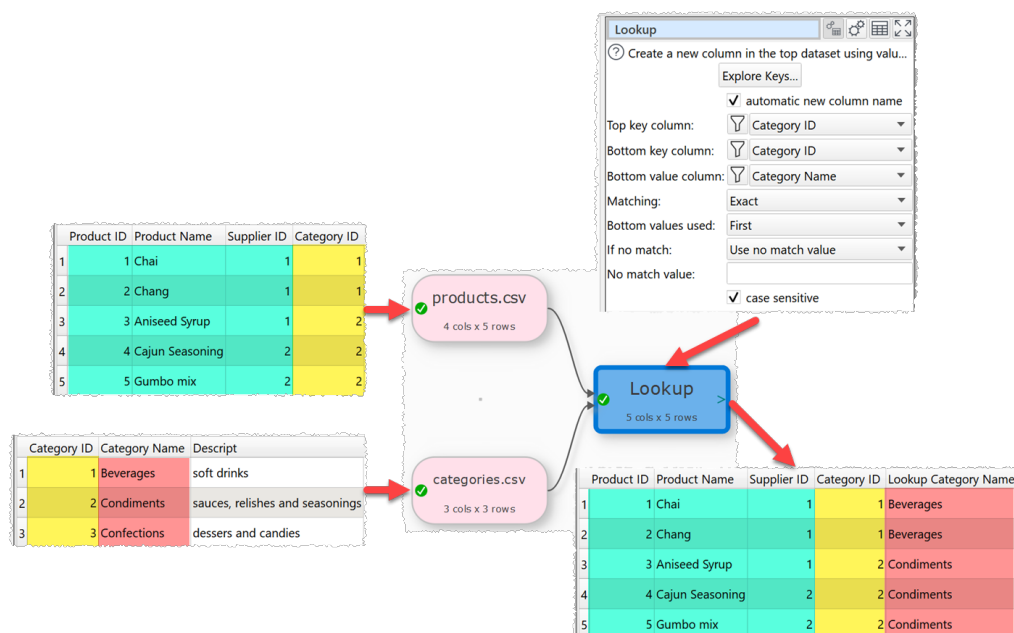 Lookup
? Create a new column in the top dataset using valu...
Explore Keys...
automatic new column name
Top key column: Category ID
Bottom key column: Category ID
Bottom value column: Category Name
Matching: Exact
Bottom values used: First
If no match: Use no match value
No match value:
case sensitive
Product ID Product Name Supplier ID Category ID
1 1 Chai 1 1
2 2 Chang 1 1
3 3 Aniseed Syrup 1 2
4 4 Cajun Seasoning 2 2
5 5 Gumbo mix 2 2
products.csv
4 cols x 5 rows
Lookup >
5 cols x 5 rows
Category ID Category Name Descript
1 1 Beverages soft drinks
2 2 Condiments sauces, relishes and seasonings
3 3 Confections dessers and candies
categories.csv
3 cols x 3 rows
Product ID Product Name Supplier ID Category ID Lookup Category Name
1 1 Chai 1 1 Beverages
2 2 Chang 1 1 Beverages
3 3 Aniseed Syrup 1 2 Condiments
4 4 Cajun Seasoning 2 2 Condiments
5 5 Gumbo mix 2 2 Condiments